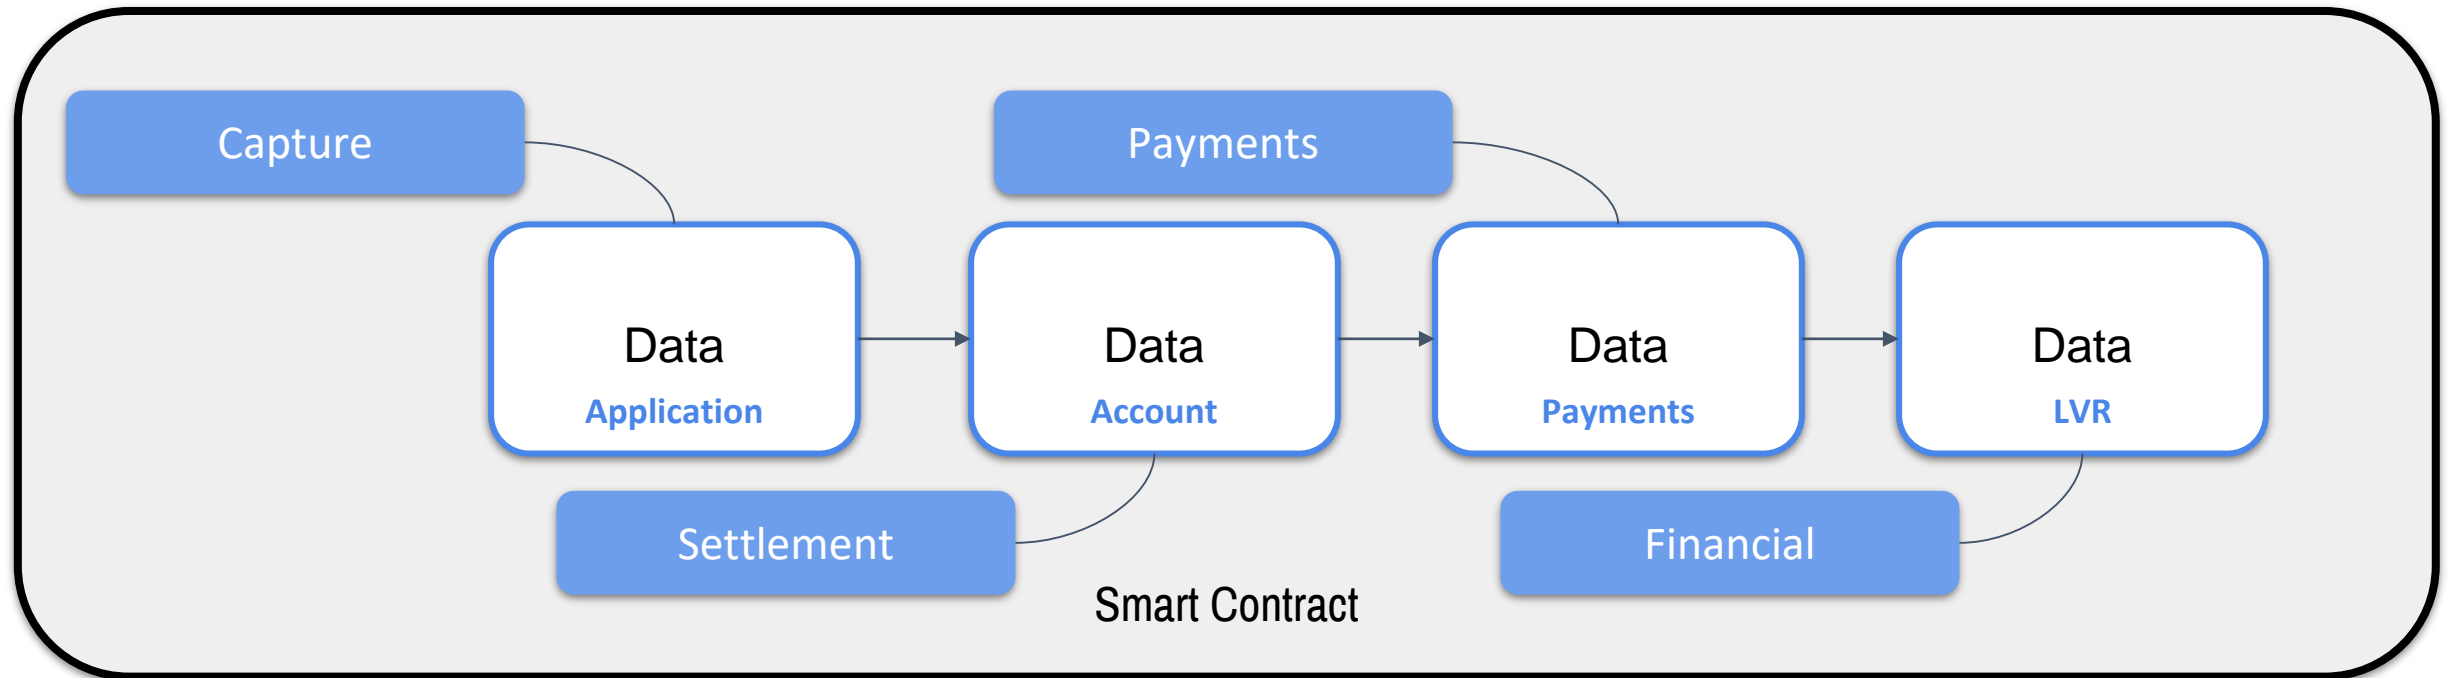 Capture
Payments
Data
Application
Data
Account
Data
Payments
Data
LVR
Settlement
Financial
Smart Contract